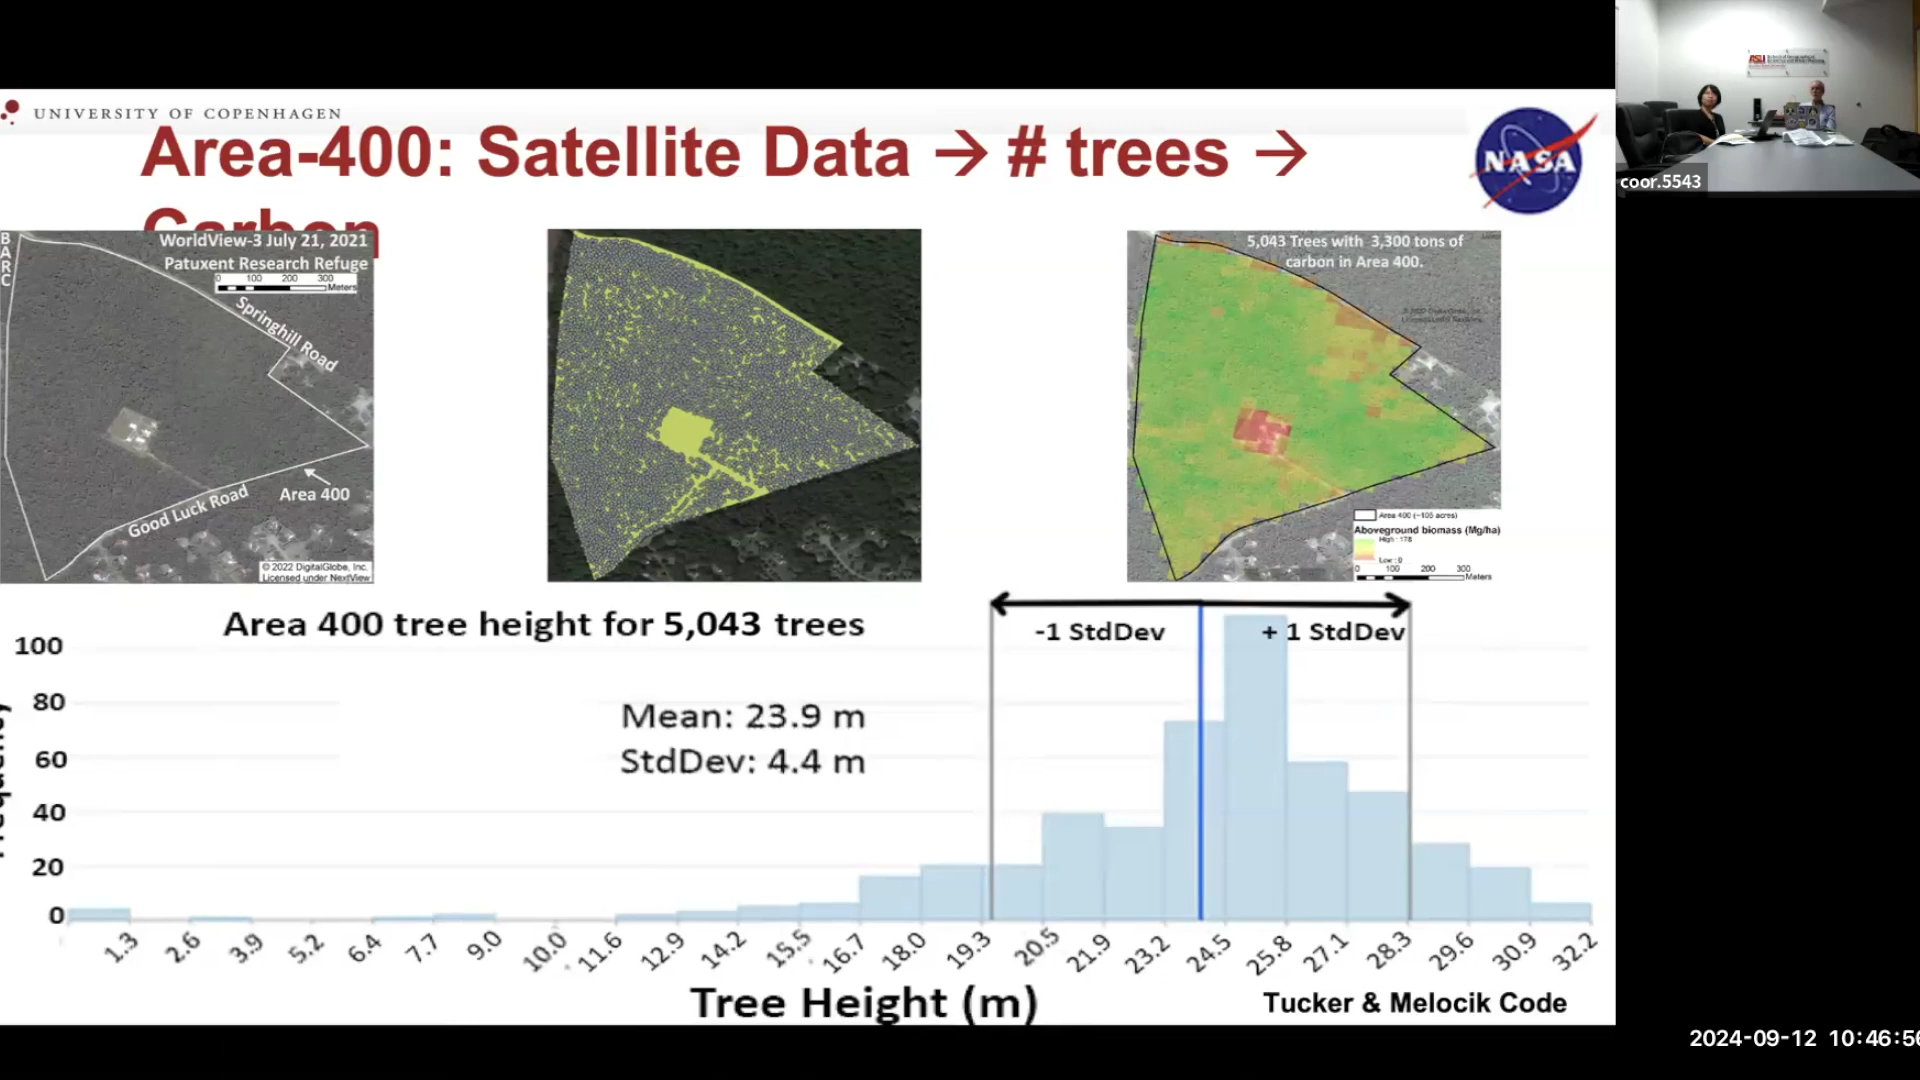 UNIVERSITY OF COPENHAGEN
Area-400: Satellite Data → # trees →
Carbon
NASA
coor.5543
BARC
WorldView-3 July 21, 2021
Patuxent Research Refuge
0 100 200 300
Meters
Springhill Road
Good Luck Road
Area 400
© 2022 DigitalGlobe, Inc.
Licensed under NextView
5,043 Trees with 3,300 tons of
carbon in Area 400.
Area 400 (~105 acres)
Aboveground biomass (Mg/ha)
High : 178
Low : 0
0 100 200 300
Meters
Area 400 tree height for 5,043 trees
-1 StdDev
+ 1 StdDev
Mean: 23.9 m
StdDev: 4.4 m
100
80
60
40
20
0
1.3 2.6 3.9 5.2 6.4 7.7 9.0 10.0 11.6 12.9 14.2 15.5 16.7 18.0 19.3 20.5 21.9 23.2 24.5 25.8 27.1 28.3 29.6 30.9 32.2
Tree Height (m)
Tucker & Melocik Code
2024-09-12 10:46:56